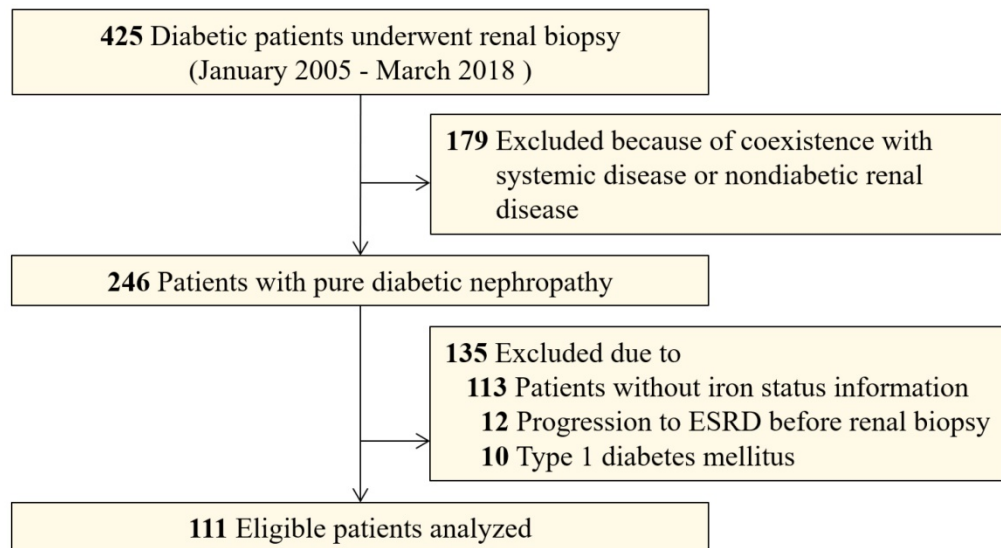 425 Diabetic patients underwent renal biopsy
(January 2005 - March 2018 )
179 Excluded because of coexistence with
systemic disease or nondiabetic renal
disease
246 Patients with pure diabetic nephropathy
135 Excluded due to
113 Patients without iron status information
12 Progression to ESRD before renal biopsy
10 Type 1 diabetes mellitus
111 Eligible patients analyzed